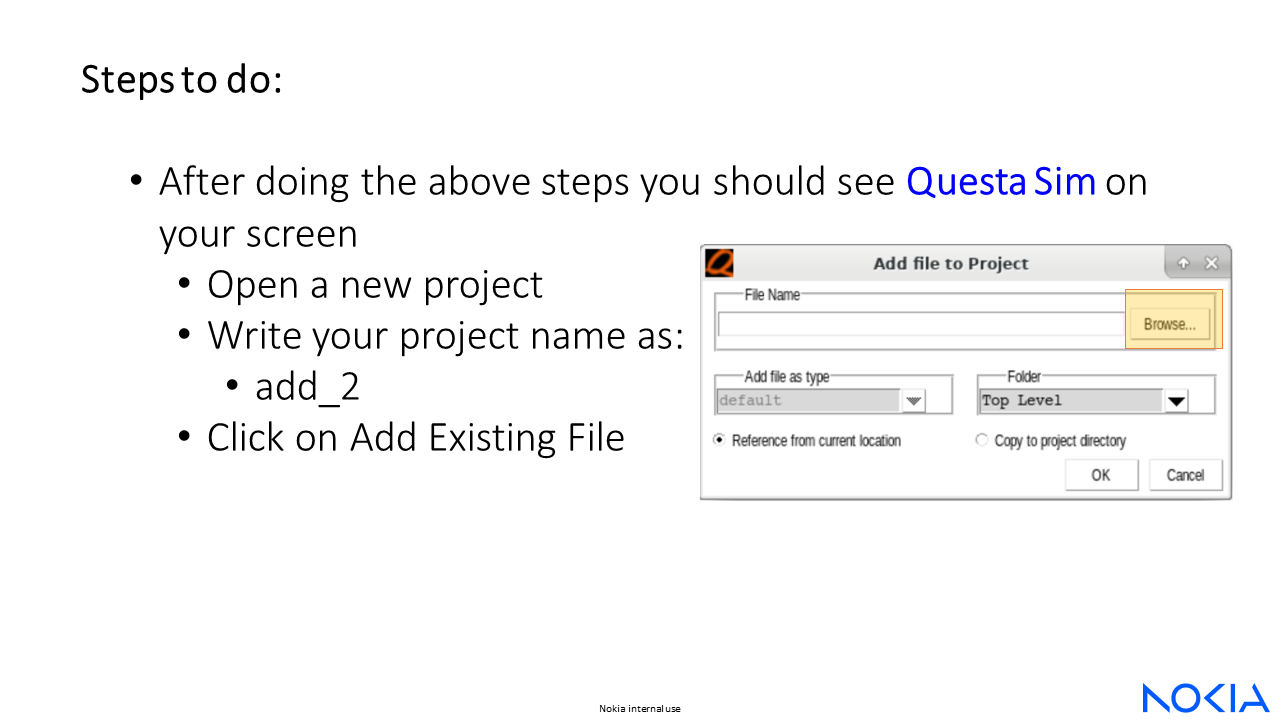 Steps to do:
• After doing the above steps you should see Questa Sim on
your screen
• Open a new project
• Write your project name as:
• add_2
• Click on Add Existing File
Add file to Project
File Name
Browse...
Add file as type
default
Folder
Top Level
Reference from current location
Copy to project directory
OK
Cancel
Nokia internal use
NOKIA